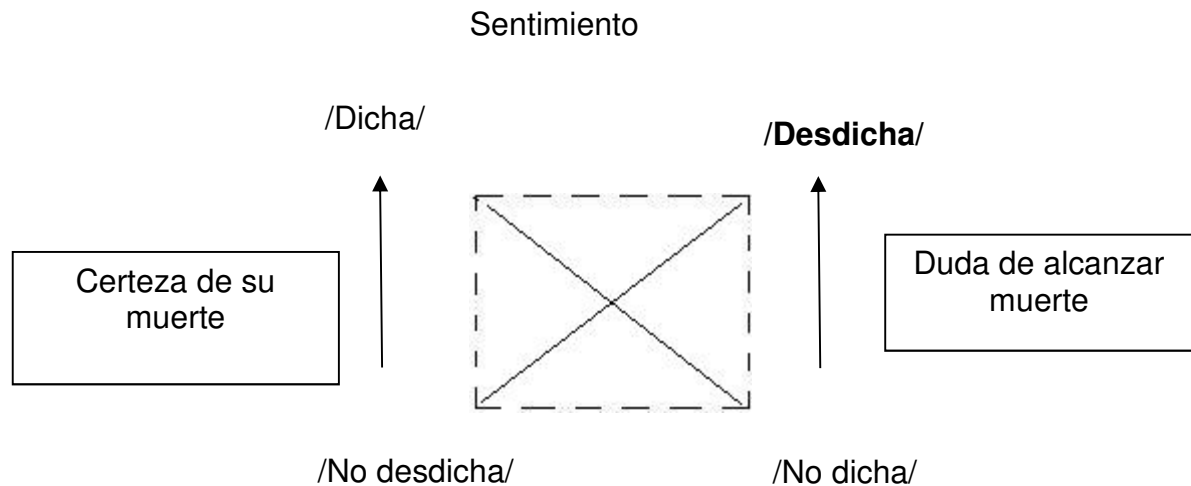 Sentimiento
/Dicha/
/Desdicha/
Certeza de su
muerte
Duda de alcanzar
muerte
/No desdicha/
/No dicha/